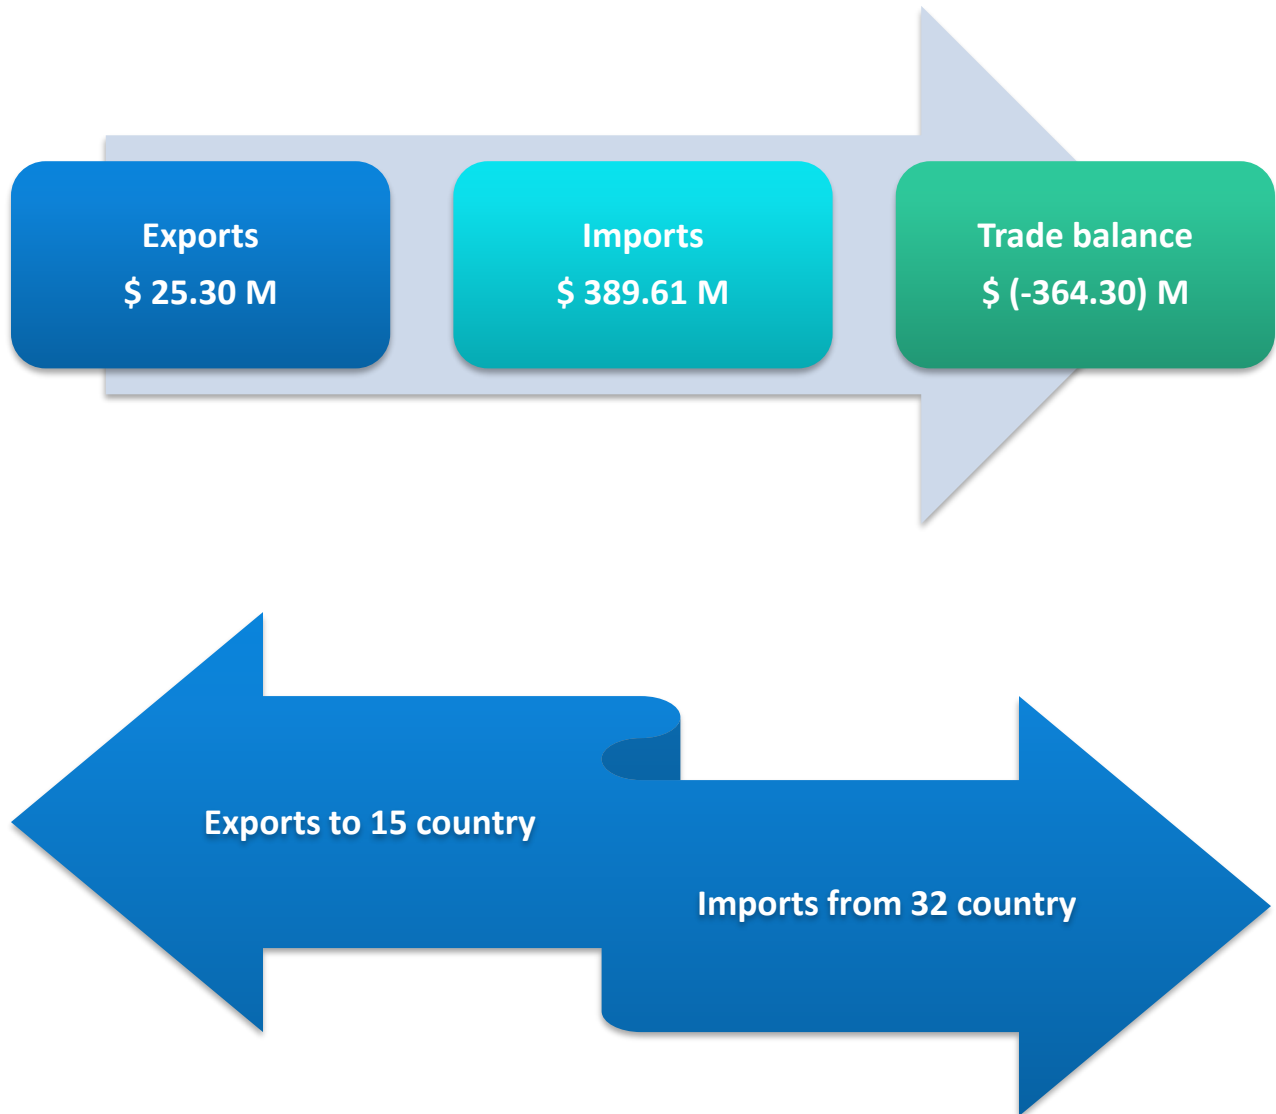 Exports
$ 25.30 M
Imports
$ 389.61 M
Trade balance
$ (-364.30) M
Exports to 15 country
Imports from 32 country